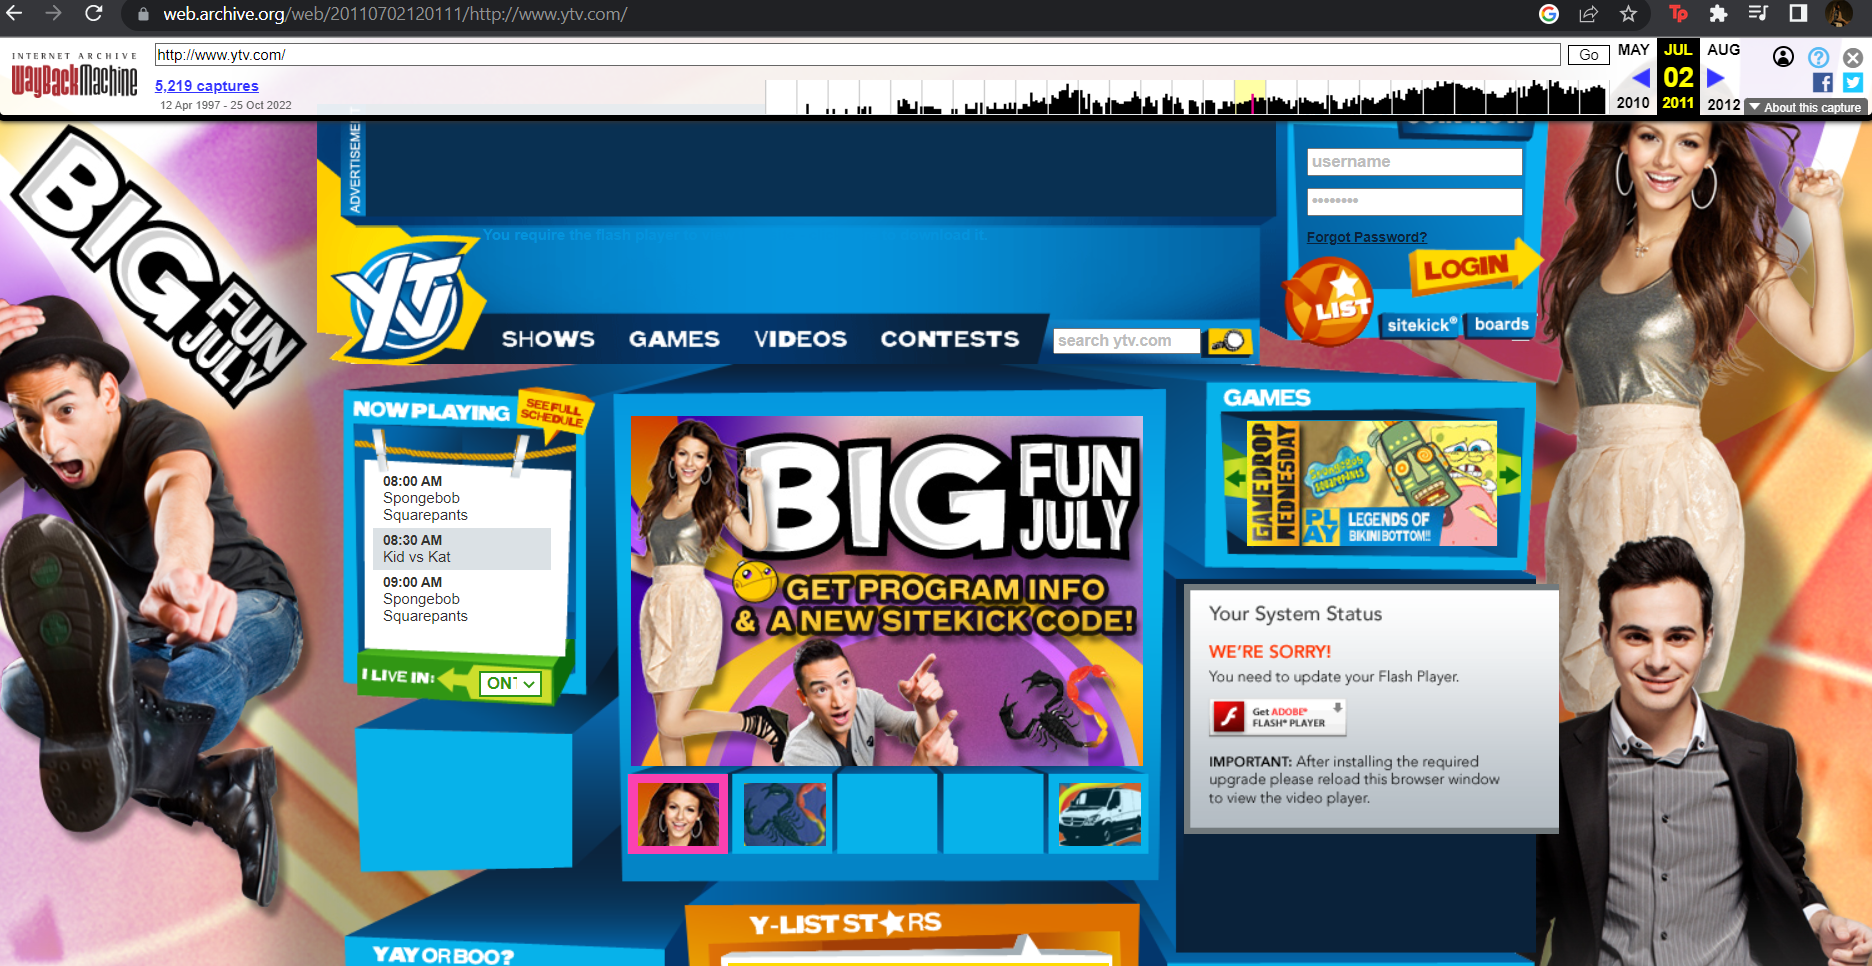 web.archive.org/web/20110702120111/http://www.ytv.com/
INTERNET ARCHIVE
WayBackMachine
http://www.ytv.com/
Go
MAY
JUL
AUG
5,219 captures
02
12 Apr 1997 - 25 Oct 2022
2010
2011
2012
About this capture
ADVERTISEMENT
username
You require the flash player
to download it.
Forgot Password?
LOGIN
YTV
Y LIST
sitekick® boards
SHOWS GAMES VIDEOS CONTESTS
search ytv.com
BIG
FUN
JULY
NOW PLAYING
SEE FULL
SCHEDULE
08:00 AM
Spongebob
Squarepants
08:30 AM
Kid vs Kat
09:00 AM
Spongebob
Squarepants
I LIVE IN:
ONT
BIG FUN
JULY
GET PROGRAM INFO
& A NEW SITEKICK CODE!
GAMES
GAME DROP
WEDNESDAY
SPONGEBOB
SQUAREPANTS
PLAY
LEGENDS OF
BIKINI BOTTOM!!
Your System Status
WE'RE SORRY!
You need to update your Flash Player.
Get ADOBE®
FLASH® PLAYER
IMPORTANT: After installing the required
upgrade please reload this browser window
to view the video player.
Y-LIST STARS
YAY OR BOO?